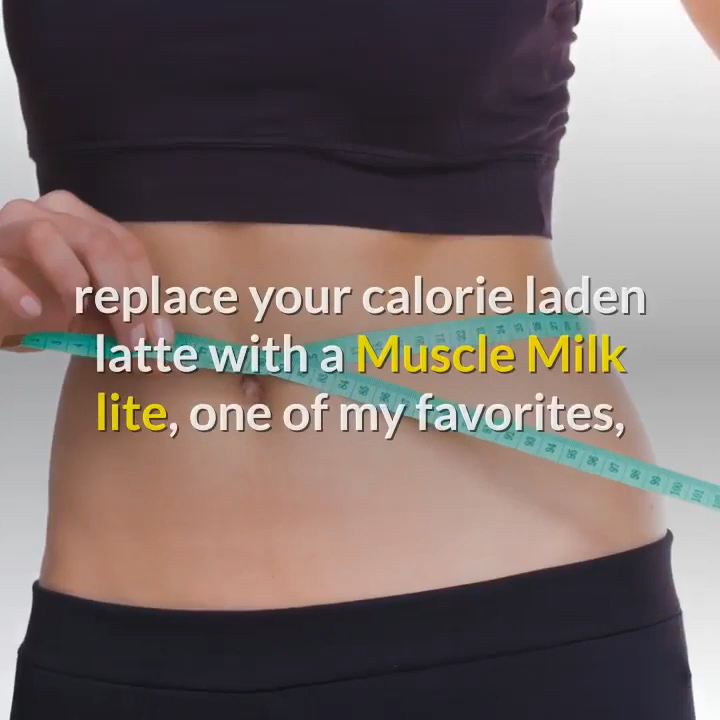 replace your calorie laden
latte with a Muscle Milk
lite, one of my favorites,